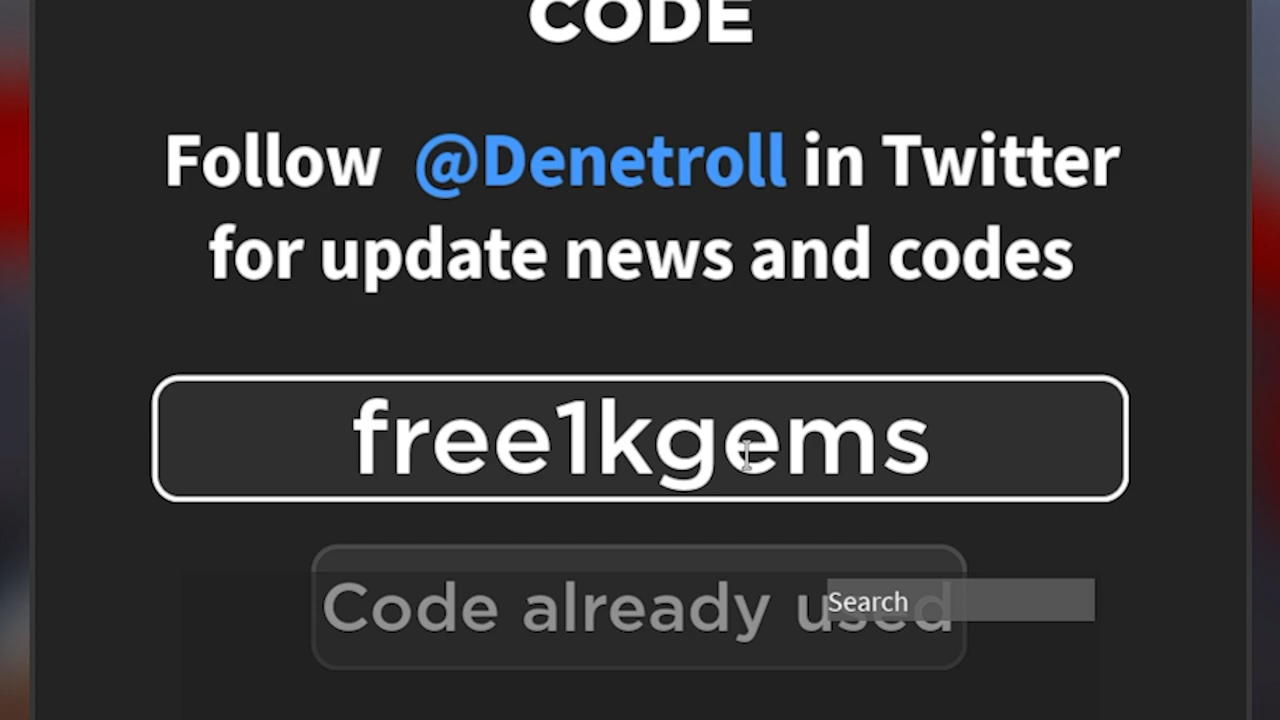 CODE
Follow @Denetroll in Twitter
for update news and codes
free1kgems
Code already used
Search